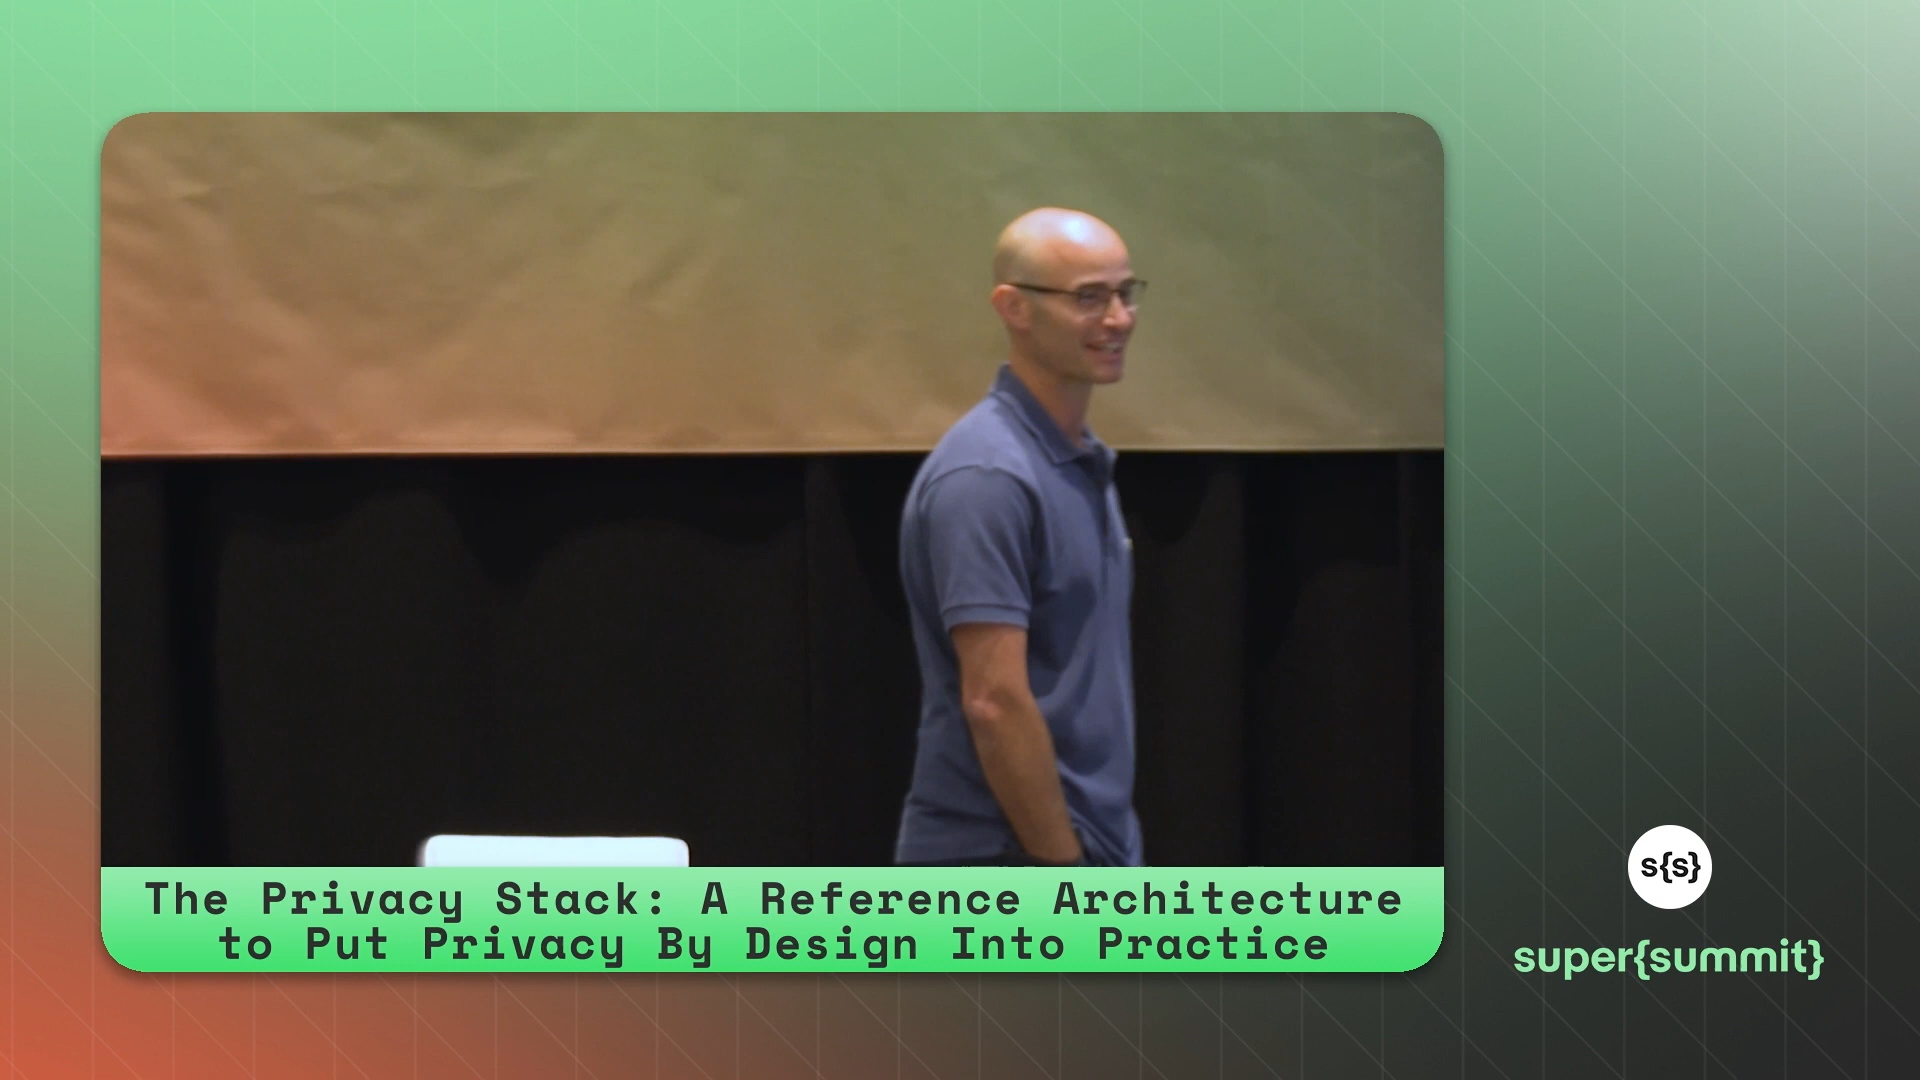 The Privacy Stack: A Reference Architecture
to Put Privacy By Design Into Practice
s{s}
super{summit}